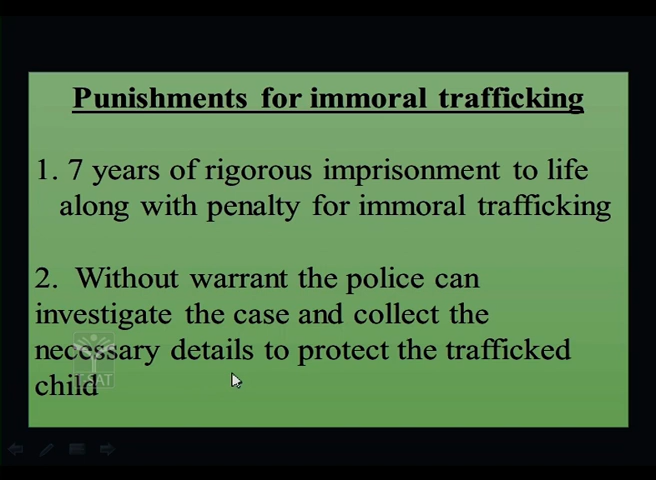 Punishments for immoral trafficking
1. 7 years of rigorous imprisonment to life
along with penalty for immoral trafficking
2. Without warrant the police can
investigate the case and collect the
necessary details to protect the trafficked
child